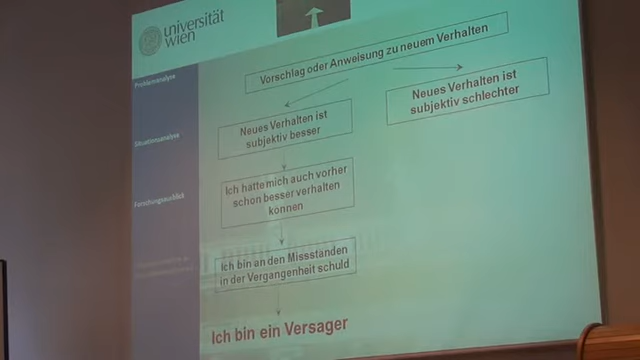 universität
wien
Vorschlag oder Anweisung zu neuem Verhalten
Problemanalyse
Situationsanalyse
Forschungsausblick
Neues Verhalten ist
subjektiv besser
Neues Verhalten ist
subjektiv schlechter
Ich hätte mich auch vorher
schon besser verhalten
können
Ich bin an den Missständen
in der Vergangenheit schuld
Ich bin ein Versager